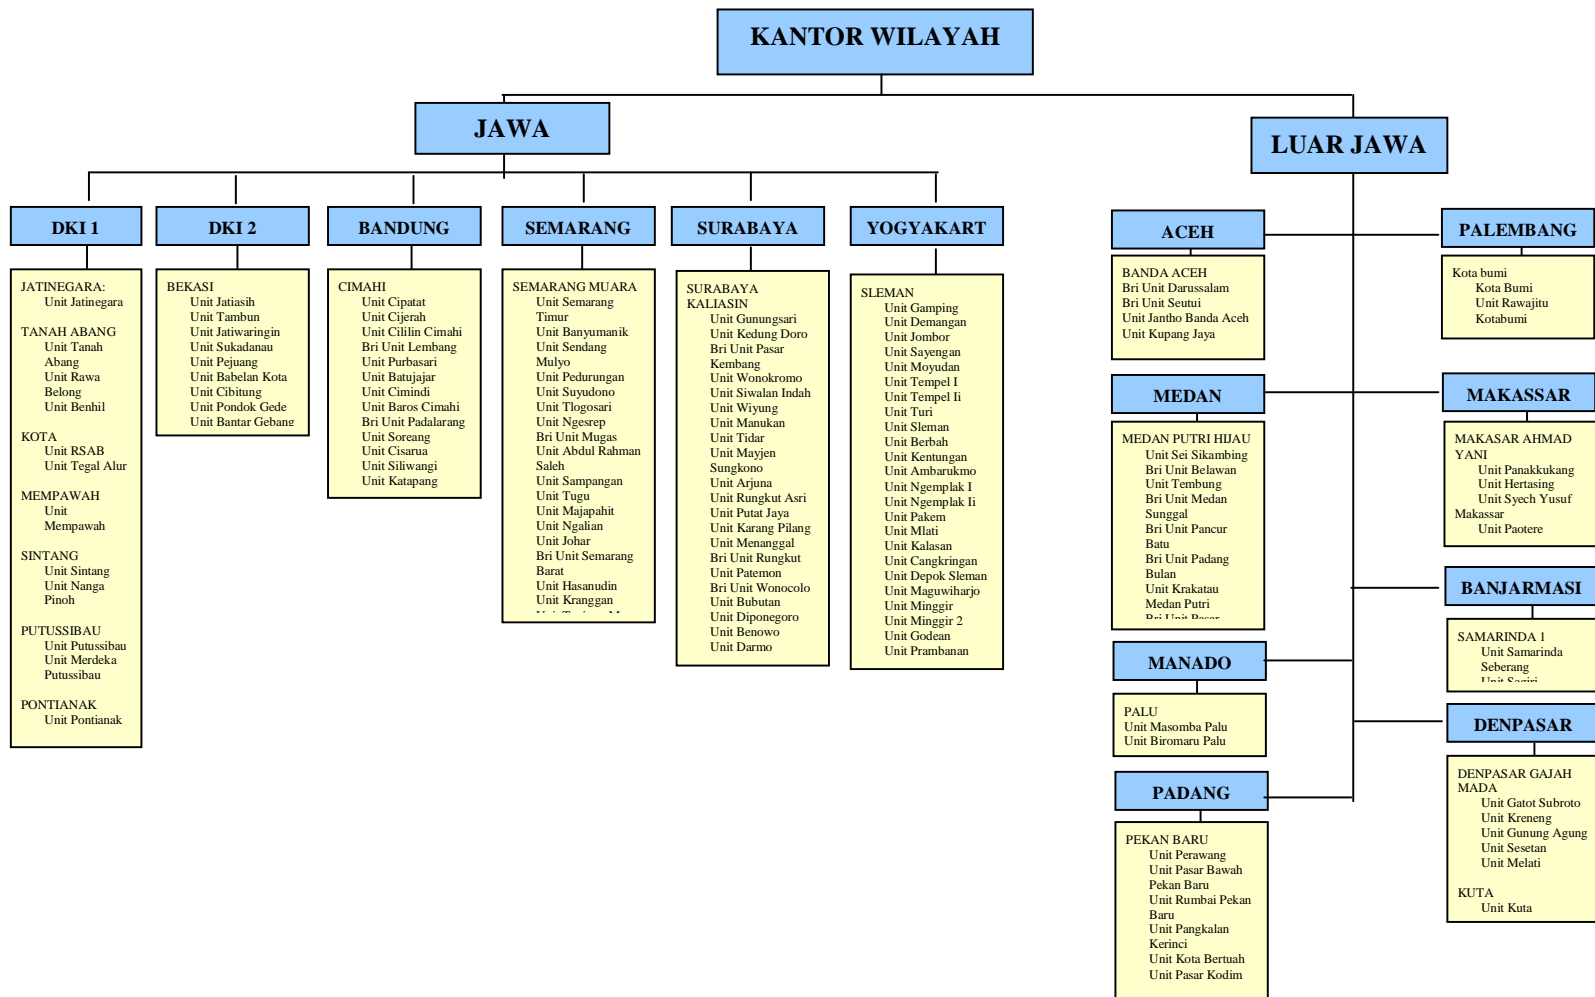 KANTOR WILAYAH
JAWA
LUAR JAWA
DKI 1
JATINEGARA:
Unit Jatinegara
TANAH ABANG
Unit Tanah
Abang
Unit Rawa
Belong
Unit Benhil
KOTA
Unit RSAB
Unit Tegal Alur
MEMPAWAH
Unit
Mempawah
SINTANG
Unit Sintang
Unit Nanga
Pinoh
PUTUSSIBAU
Unit Putussibau
Unit Merdeka
Putussibau
PONTIANAK
Unit Pontianak
DKI 2
BEKASI
Unit Jatiasih
Unit Tambun
Unit Jatiwaringin
Unit Sukadanau
Unit Pejuang
Unit Babelan Kota
Unit Cibitung
Unit Pondok Gede
Unit Bantar Gebang
BANDUNG
CIMAHI
Unit Cipatat
Unit Cijerah
Unit Cililin Cimahi
Bri Unit Lembang
Unit Purbasari
Unit Batujajar
Unit Cimindi
Unit Baros Cimahi
Bri Unit Padalarang
Unit Soreang
Unit Cisarua
Unit Siliwangi
Unit Katapang
SEMARANG
SEMARANG MUARA
Unit Semarang
Timur
Unit Banyumanik
Unit Sendang
Mulyo
Unit Pedurungan
Unit Suyudono
Unit Tlogosari
Unit Ngesrep
Bri Unit Mugas
Unit Abdul Rahman
Saleh
Unit Sampangan
Unit Tugu
Unit Majapahit
Unit Ngalian
Unit Johar
Bri Unit Semarang
Barat
Unit Hasanudin
Unit Kranggan
SURABAYA
SURABAYA
KALIASIN
Unit Gunungsari
Unit Kedung Doro
Bri Unit Pasar
Kembang
Unit Wonokromo
Unit Siwalan Indah
Unit Wiyung
Unit Manukan
Unit Tidar
Unit Mayjen
Sungkono
Unit Arjuna
Unit Rungkut Asri
Unit Putat Jaya
Unit Karang Pilang
Unit Menanggal
Bri Unit Rungkut
Unit Patemon
Bri Unit Wonocolo
Unit Bubutan
Unit Diponegoro
Unit Benowo
Unit Darmo
YOGYAKART
SLEMAN
Unit Gamping
Unit Demangan
Unit Jombor
Unit Sayengan
Unit Moyudan
Unit Tempel I
Unit Tempel Ii
Unit Turi
Unit Sleman
Unit Berbah
Unit Kentungan
Unit Ambarukmo
Unit Ngemplak I
Unit Ngemplak Ii
Unit Pakem
Unit Mlati
Unit Kalasan
Unit Cangkringan
Unit Depok Sleman
Unit Maguwiharjo
Unit Minggir
Unit Minggir 2
Unit Godean
Unit Prambanan
ACEH
BANDA ACEH
Bri Unit Darussalam
Bri Unit Seutui
Unit Jantho Banda Aceh
Unit Kupang Jaya
PALEMBANG
Kota bumi
Kota Bumi
Unit Rawajitu
Kotabumi
MEDAN
MEDAN PUTRI HIJAU
Unit Sei Sikambing
Bri Unit Belawan
Unit Tembung
Bri Unit Medan
Sunggal
Bri Unit Pancur
Batu
Bri Unit Padang
Bulan
Unit Krakatau
Medan Putri
Bri Unit Pasar
MAKASSAR
MAKASAR AHMAD
YANI
Unit Panakkukang
Unit Hertasing
Unit Syech Yusuf
Makassar
Unit Paotere
BANJARMASI
SAMARINDA 1
Unit Samarinda
Seberang
Unit Segiri
MANADO
PALU
Unit Masomba Palu
Unit Biromaru Palu
DENPASAR
DENPASAR GAJAH
MADA
Unit Gatot Subroto
Unit Kreneng
Unit Gunung Agung
Unit Sesetan
Unit Melati
KUTA
Unit Kuta
PADANG
PEKAN BARU
Unit Perawang
Unit Pasar Bawah
Pekan Baru
Unit Rumbai Pekan
Baru
Unit Pangkalan
Kerinci
Unit Kota Bertuah
Unit Pasar Kodim